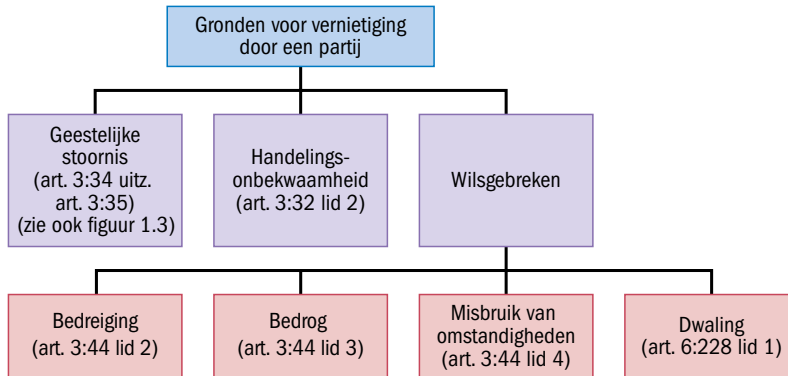 Gronden voor vernietiging
door een partij
Geestelijke
stoornis
(art. 3:34 uitz.
art. 3:35)
(zie ook figuur 1.3)
Handelings-
onbekwaamheid
(art. 3:32 lid 2)
Wilsgebreken
Bedreiging
(art. 3:44 lid 2)
Bedrog
(art. 3:44 lid 3)
Misbruik van
omstandigheden
(art. 3:44 lid 4)
Dwaling
(art. 6:228 lid 1)